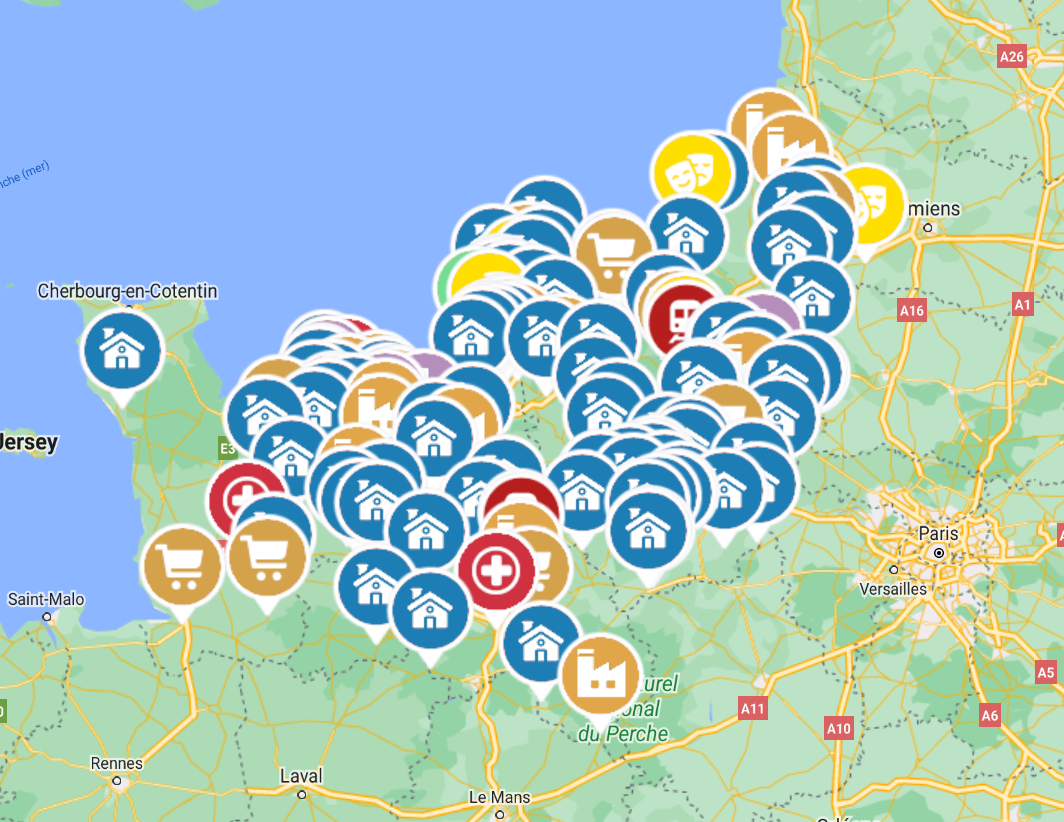 A26
nche (mer)
miens
Cherbourg-en-Cotentin
A16
A1
Jersey
E3
Paris
Versailles
Saint-Malo
urel
onal
du Perche
A5
A11
A6
A10
Rennes
Laval
Le Mans